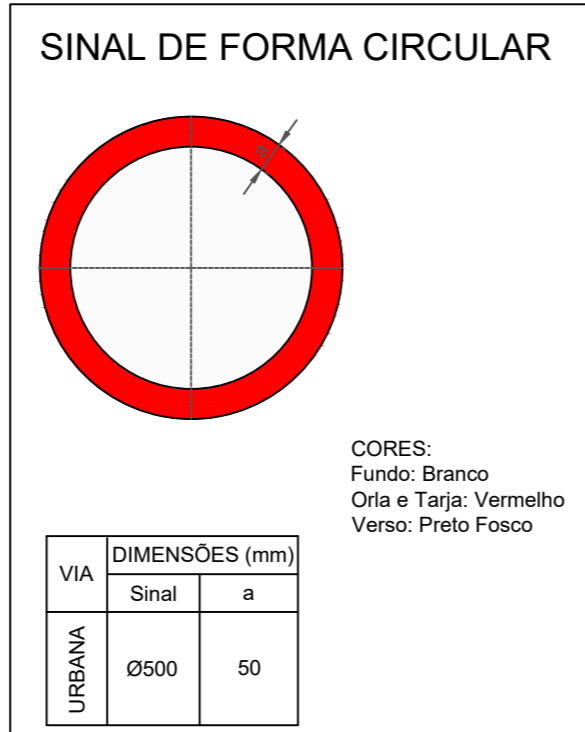 SINAL DE FORMA CIRCULAR
a
CORES:
Fundo: Branco
Orla e Tarja: Vermelho
Verso: Preto Fosco
VIA
DIMENSÕES (mm)
Sinal
a
URBANA
Ø500
50